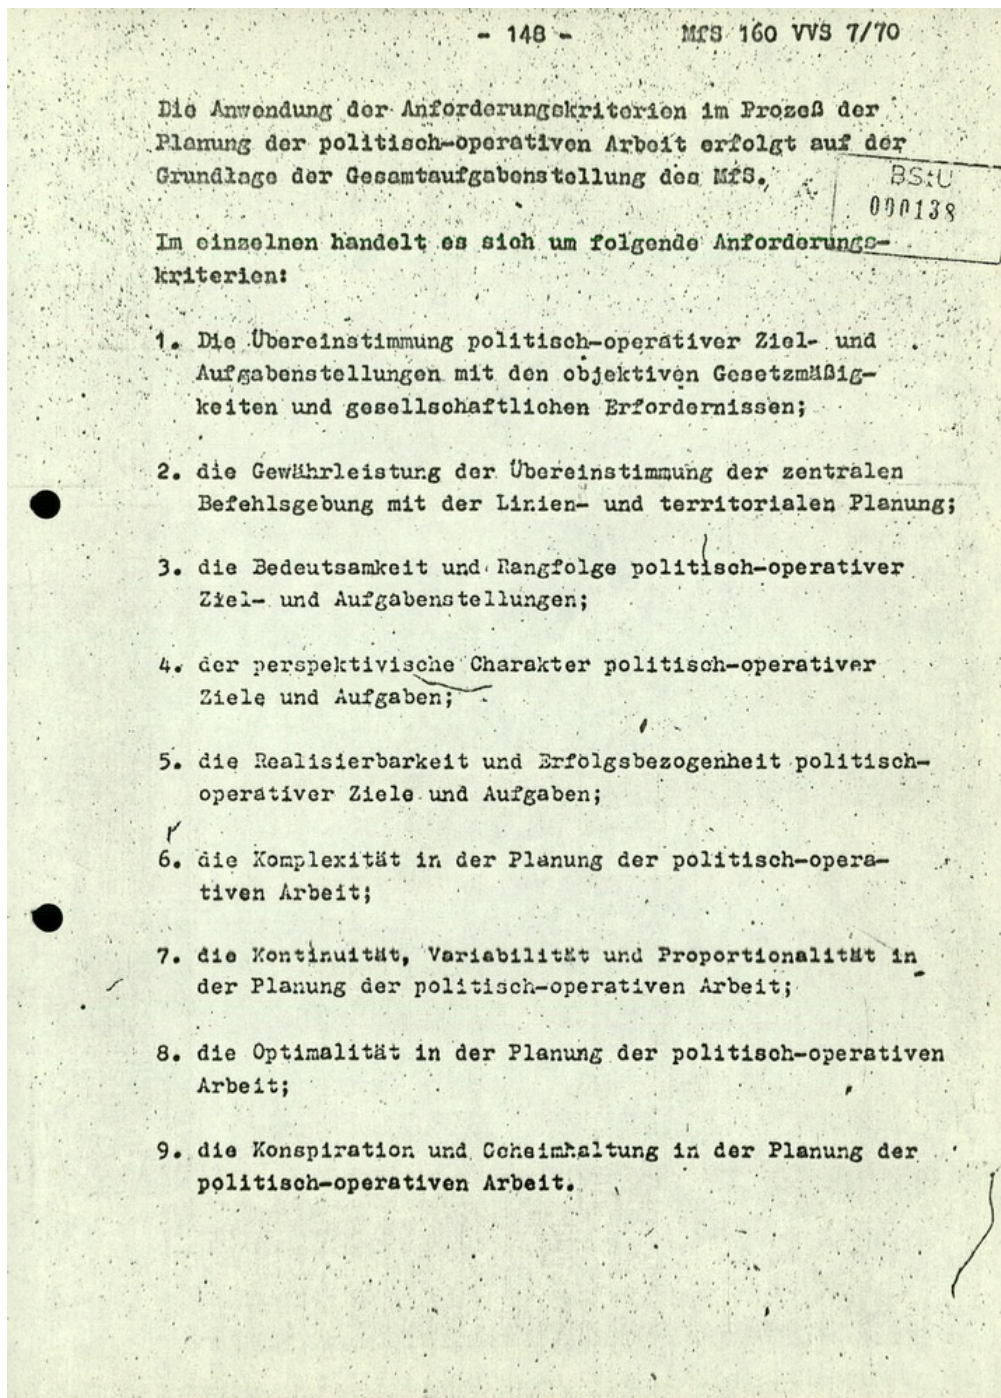 - 148 -    MfS 160 VVS 7/70
Die Anwendung der Anforderungskriterien im Prozeß der
Planung der politisch-operativen Arbeit erfolgt auf der
Grundlage der Gesamtaufgabenstellung des MfS.
BStU
000138
Im einzelnen handelt es sich um folgende Anforderungs-
kriterien:
1. Die Übereinstimmung politisch-operativer Ziel- und
Aufgabenstellungen mit den objektiven Gesetzmäßig-
keiten und gesellschaftlichen Erfordernissen;
2. die Gewährleistung der Übereinstimmung der zentralen
Befehlsgebung mit der Linien- und territorialen Planung;
3. die Bedeutsamkeit und Rangfolge politisch-operativer
Ziel- und Aufgabenstellungen;
4. der perspektivische Charakter politisch-operativer
Ziele und Aufgaben;
5. die Realisierbarkeit und Erfolgsbezogenheit politisch-
operativer Ziele und Aufgaben;
6. die Komplexität in der Planung der politisch-opera-
tiven Arbeit;
7. die Kontinuität, Variabilität und Proportionalität in
der Planung der politisch-operativen Arbeit;
8. die Optimalität in der Planung der politisch-operativen
Arbeit;
9. die Konspiration und Geheimhaltung in der Planung der
politisch-operativen Arbeit.